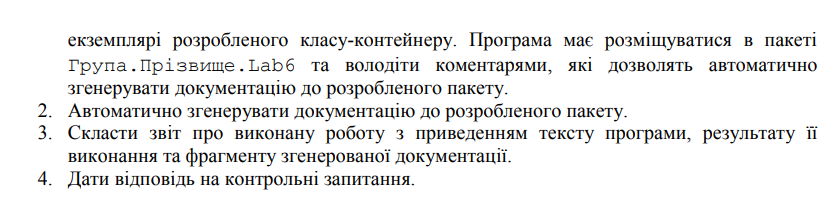 екземплярі розробленого класу-контейнеру. Програма має розміщуватися в пакеті
Група.Прізвище.Lab6 та володіти коментарями, які дозволять автоматично
згенерувати документацію до розробленого пакету.
2. Автоматично згенерувати документацію до розробленого пакету.
3. Скласти звіт про виконану роботу з приведенням тексту програми, результату її
виконання та фрагменту згенерованої документації.
4. Дати відповідь на контрольні запитання.